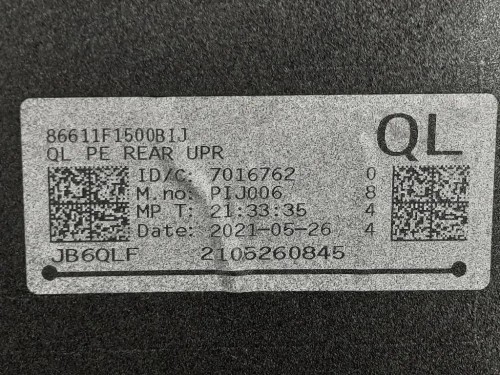 86611F1500BIJ QL
QL PE REAR UPR
ID/C: 7016762 0
M.no: PIJ006 8
MP T: 21:33:35 4
Date: 2021-05-26 4
JB6QLF 2105260845